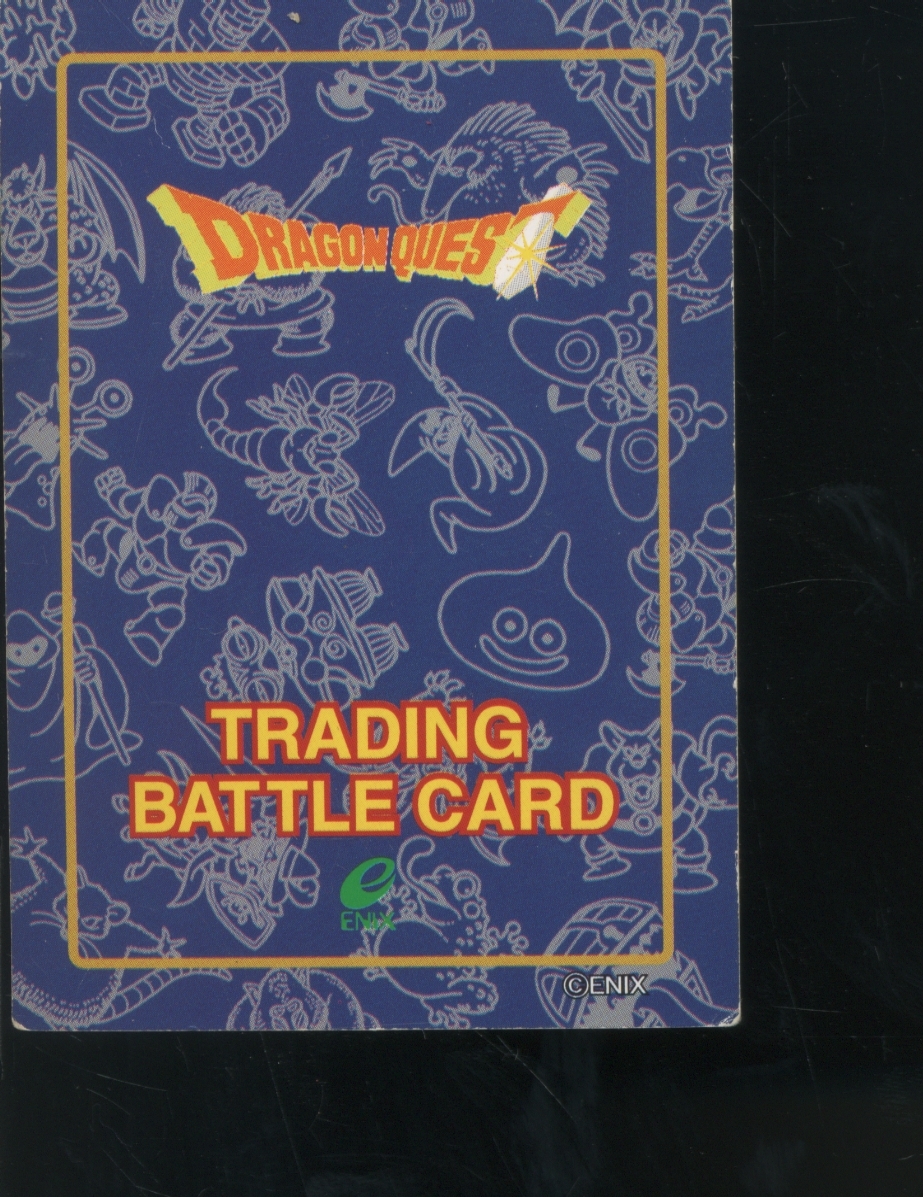 DRAGON QUEST
TRADING
BATTLE CARD
ENIX
©ENIX